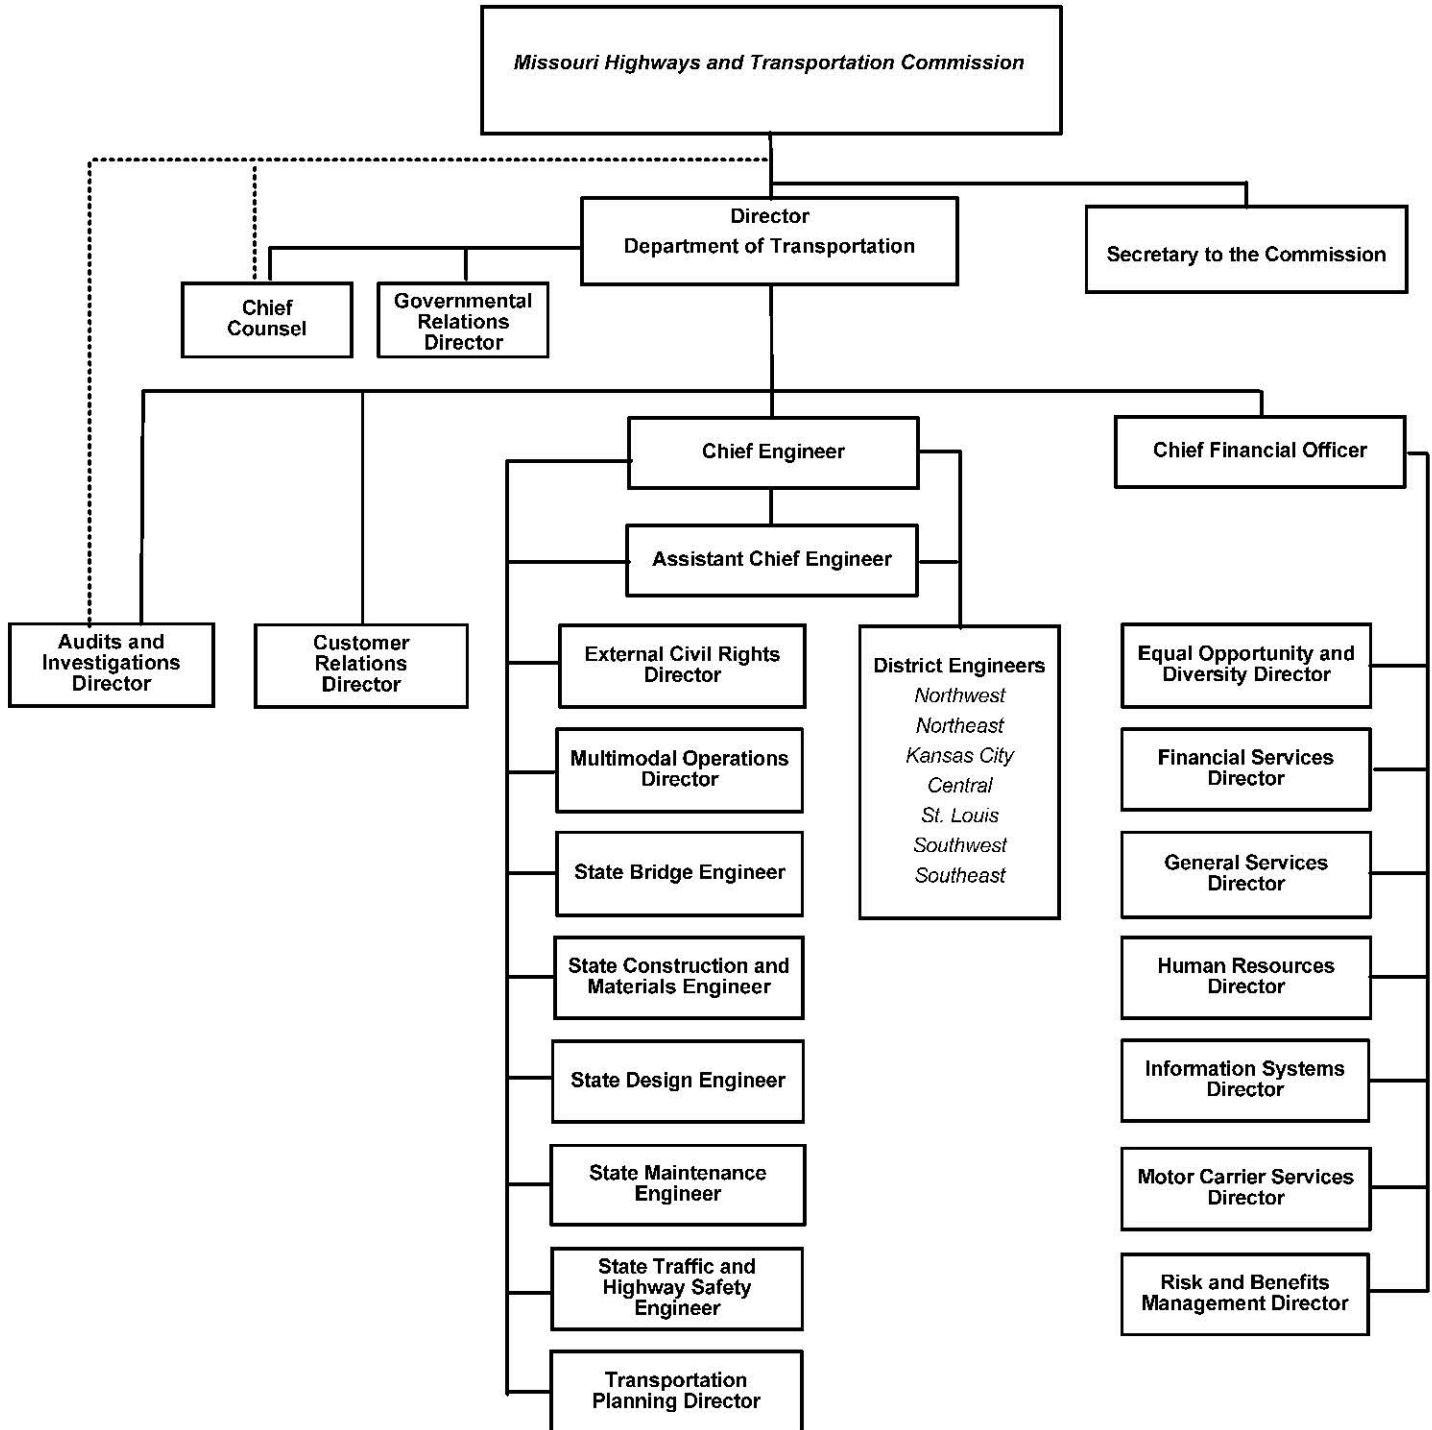 Missouri Highways and Transportation Commission
Director
Department of Transportation
Secretary to the Commission
Chief
Counsel
Governmental
Relations
Director
Chief Engineer
Chief Financial Officer
Assistant Chief Engineer
Audits and
Investigations
Director
Customer
Relations
Director
External Civil Rights
Director
Multimodal Operations
Director
State Bridge Engineer
State Construction and
Materials Engineer
State Design Engineer
State Maintenance
Engineer
State Traffic and
Highway Safety
Engineer
Transportation
Planning Director
District Engineers
Northwest
Northeast
Kansas City
Central
St. Louis
Southwest
Southeast
Equal Opportunity and
Diversity Director
Financial Services
Director
General Services
Director
Human Resources
Director
Information Systems
Director
Motor Carrier Services
Director
Risk and Benefits
Management Director